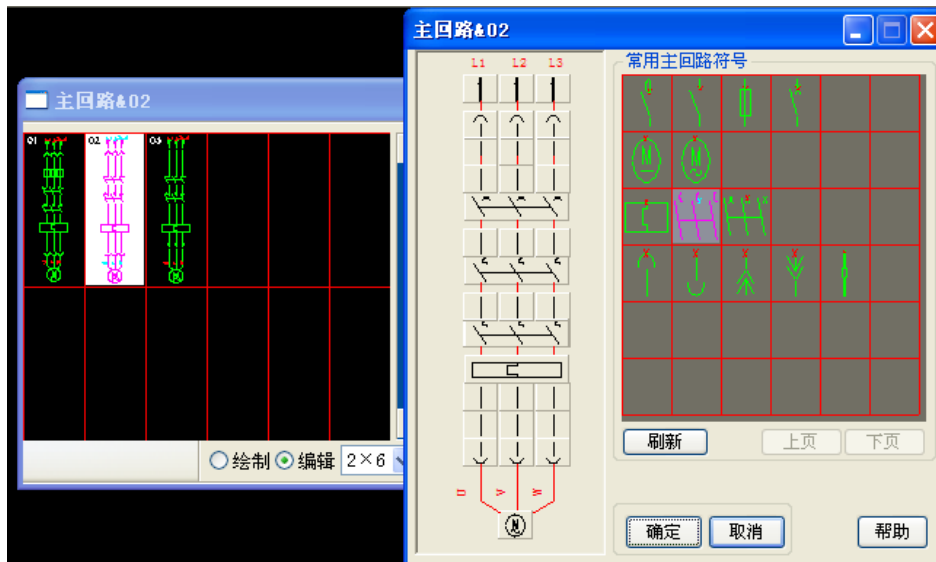 主回路&02
01 02 03
绘制 编辑 2×6
主回路&02
L1 L2 L3
U V W
M
常用主回路符号
M M
刷新 上页 下页
确定 取消 帮助